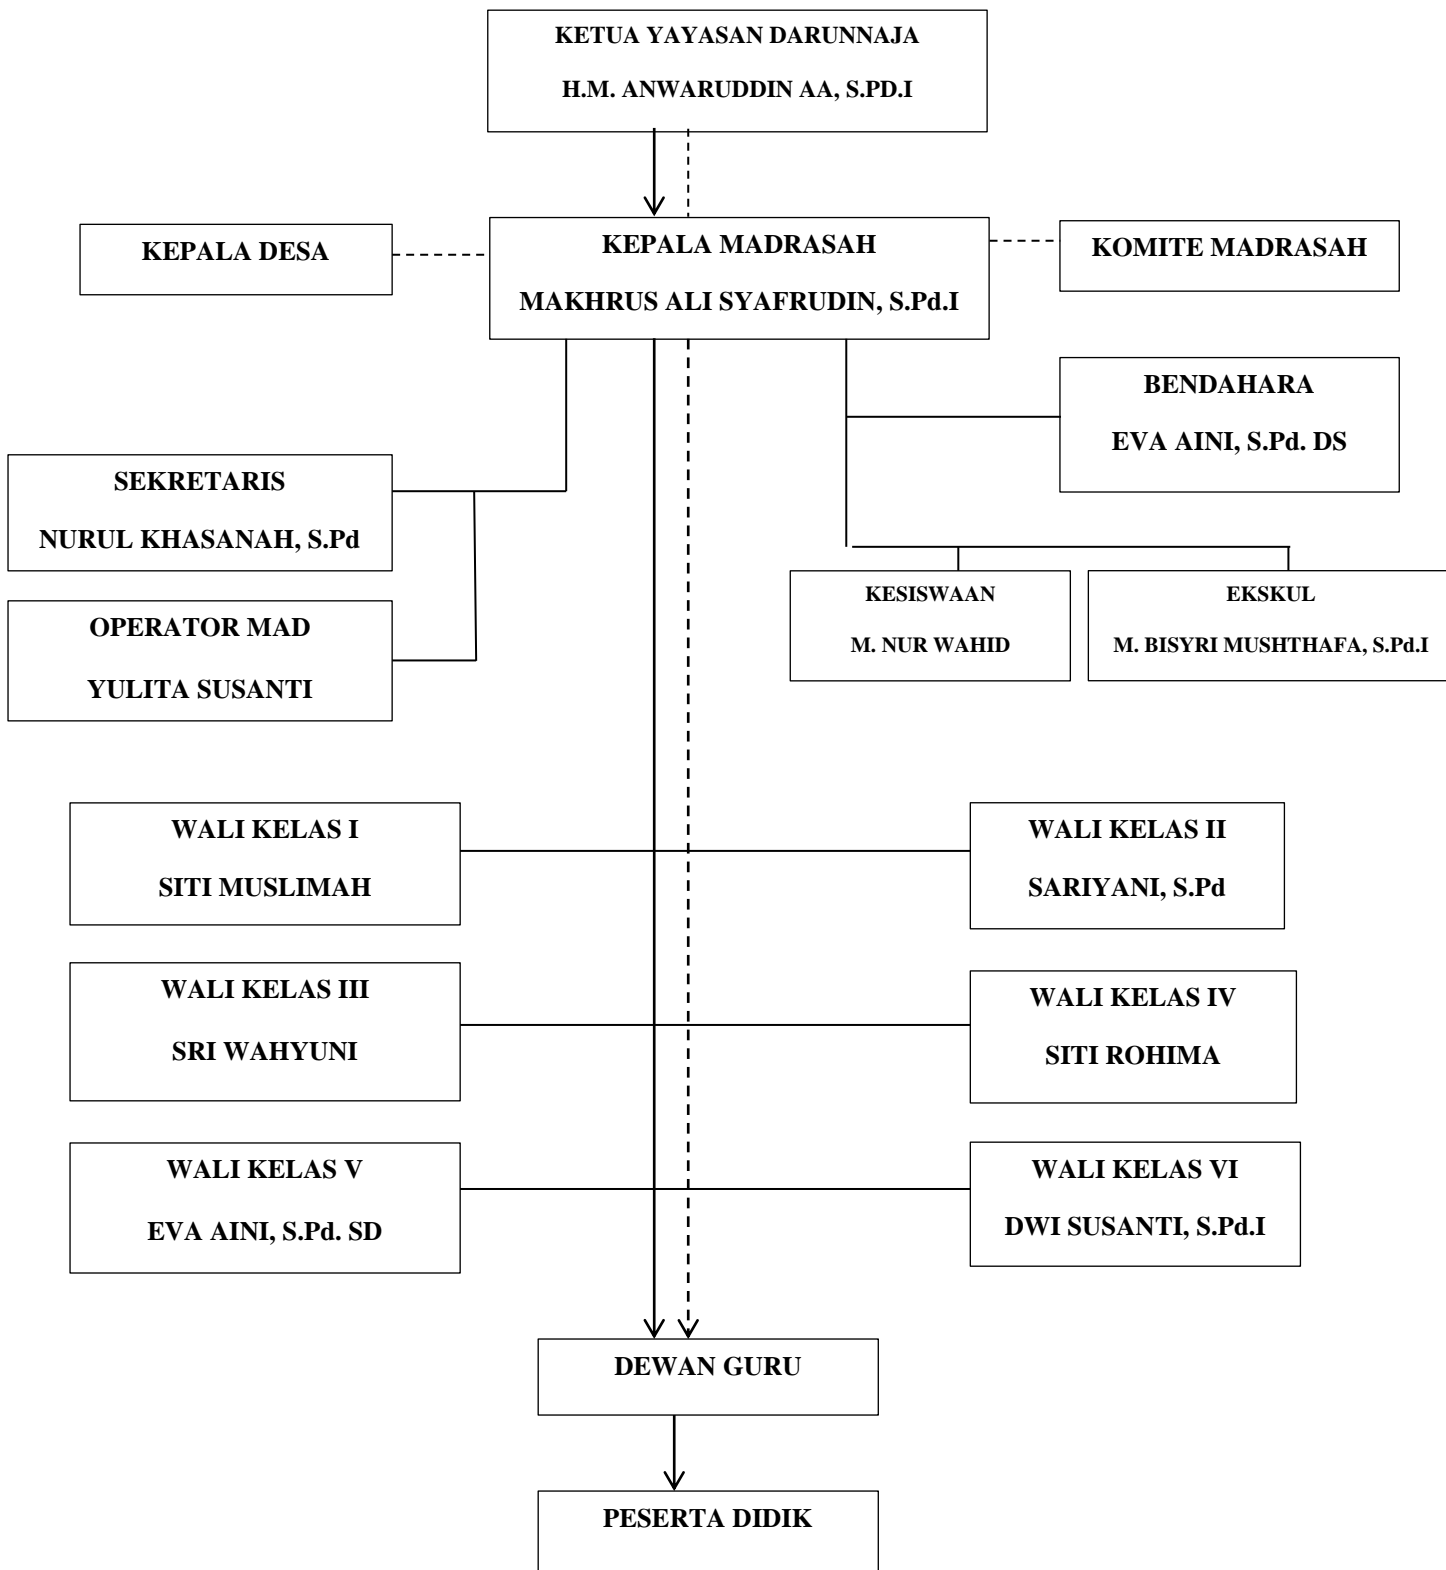 KETUA YAYASAN DARUNNAJA
H.M. ANWARUDDIN AA, S.PD.I
KEPALA DESA
KEPALA MADRASAH
MAKHRUS ALI SYAFRUDIN, S.Pd.I
KOMITE MADRASAH
BENDAHARA
EVA AINI, S.Pd. DS
SEKRETARIS
NURUL KHASANAH, S.Pd
OPERATOR MAD
YULITA SUSANTI
KESISWAAN
M. NUR WAHID
EKSKUL
M. BISYRI MUSHTHAFA, S.Pd.I
WALI KELAS I
SITI MUSLIMAH
WALI KELAS II
SARIYANI, S.Pd
WALI KELAS III
SRI WAHYUNI
WALI KELAS IV
SITI ROHIMA
WALI KELAS V
EVA AINI, S.Pd. SD
WALI KELAS VI
DWI SUSANTI, S.Pd.I
DEWAN GURU
PESERTA DIDIK